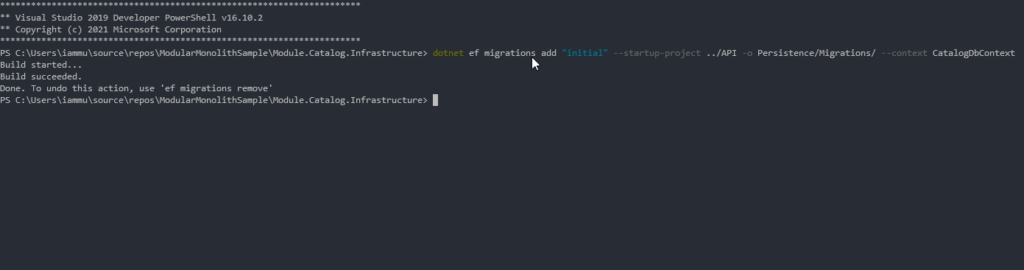 **********************************************************************
** Visual Studio 2019 Developer PowerShell v16.10.2
** Copyright (c) 2021 Microsoft Corporation
**********************************************************************
PS C:\Users\iammu\source\repos\ModularMonolithSample\Module.Catalog.Infrastructure> dotnet ef migrations add "initial" --startup-project ../API -o Persistence/Migrations/ --context CatalogDbContext
Build started...
Build succeeded.
Done. To undo this action, use 'ef migrations remove'
PS C:\Users\iammu\source\repos\ModularMonolithSample\Module.Catalog.Infrastructure>